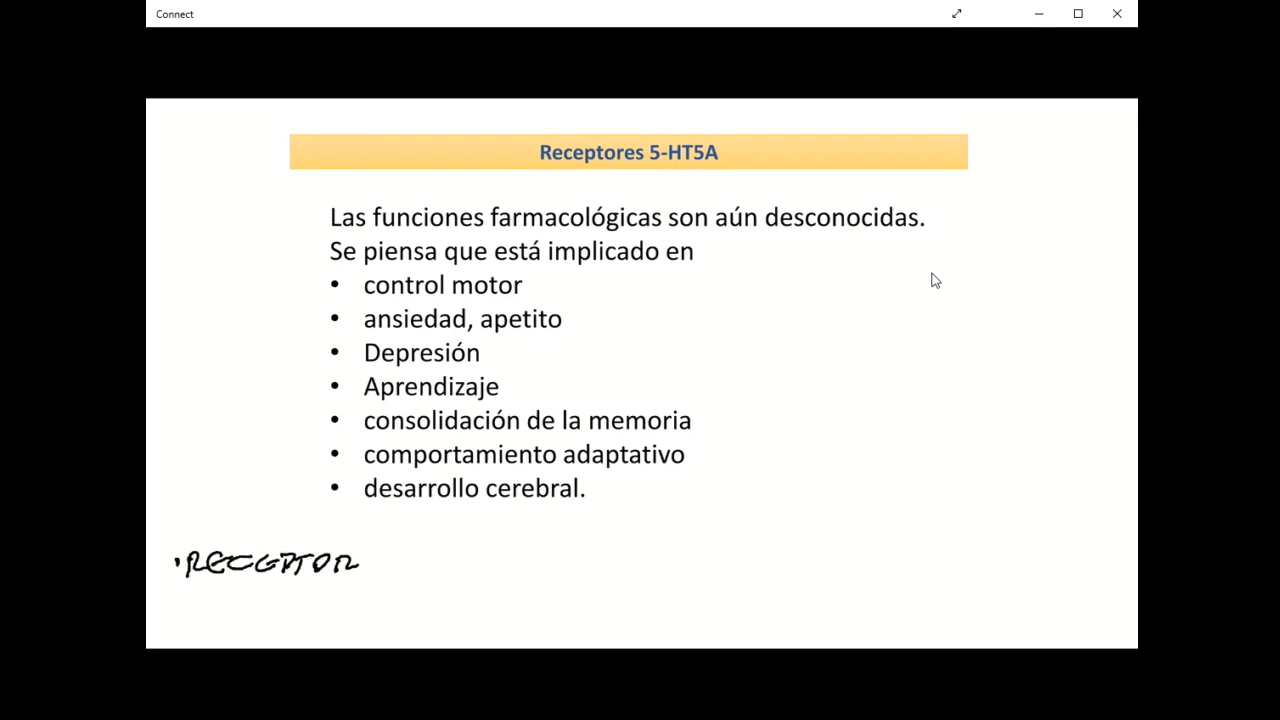 Connect
Receptores 5-HT5A
Las funciones farmacológicas son aún desconocidas.
Se piensa que está implicado en
• control motor
• ansiedad, apetito
• Depresión
• Aprendizaje
• consolidación de la memoria
• comportamiento adaptativo
• desarrollo cerebral.
•RECEPTOR